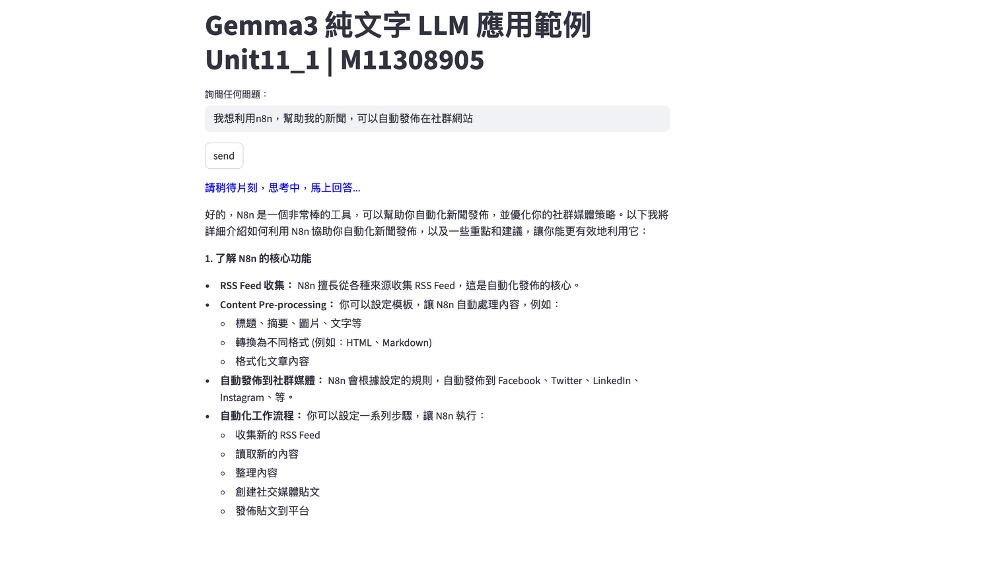 Gemma3 純文字 LLM 應用範例
Unit11_1 | M11308905
詢問任何問題：
我想利用n8n，幫助我的新聞，可以自動發佈在社群網站
send
請稍待片刻，思考中，馬上回答...
好的，N8n 是一個非常棒的工具，可以幫助你自動化新聞發佈，並優化你的社群媒體策略。以下我將
詳細介紹如何利用 N8n 協助你自動化新聞發佈，以及一些重點和建議，讓你能更有效地利用它：
1. 了解 N8n 的核心功能
• RSS Feed 收集： N8n 擅長從各種來源收集 RSS Feed，這是自動化發佈的核心。
• Content Pre-processing： 你可以設定模板，讓 N8n 自動處理內容，例如：
◦ 標題、摘要、圖片、文字等
◦ 轉換為不同格式 (例如：HTML、Markdown)
◦ 格式化文章內容
• 自動發佈到社群媒體： N8n 會根據設定的規則，自動發佈到 Facebook、Twitter、LinkedIn、
Instagram、等。
• 自動化工作流程： 你可以設定一系列步驟，讓 N8n 執行：
◦ 收集新的 RSS Feed
◦ 讀取新的內容
◦ 整理內容
◦ 創建社交媒體貼文
◦ 發佈貼文到平台